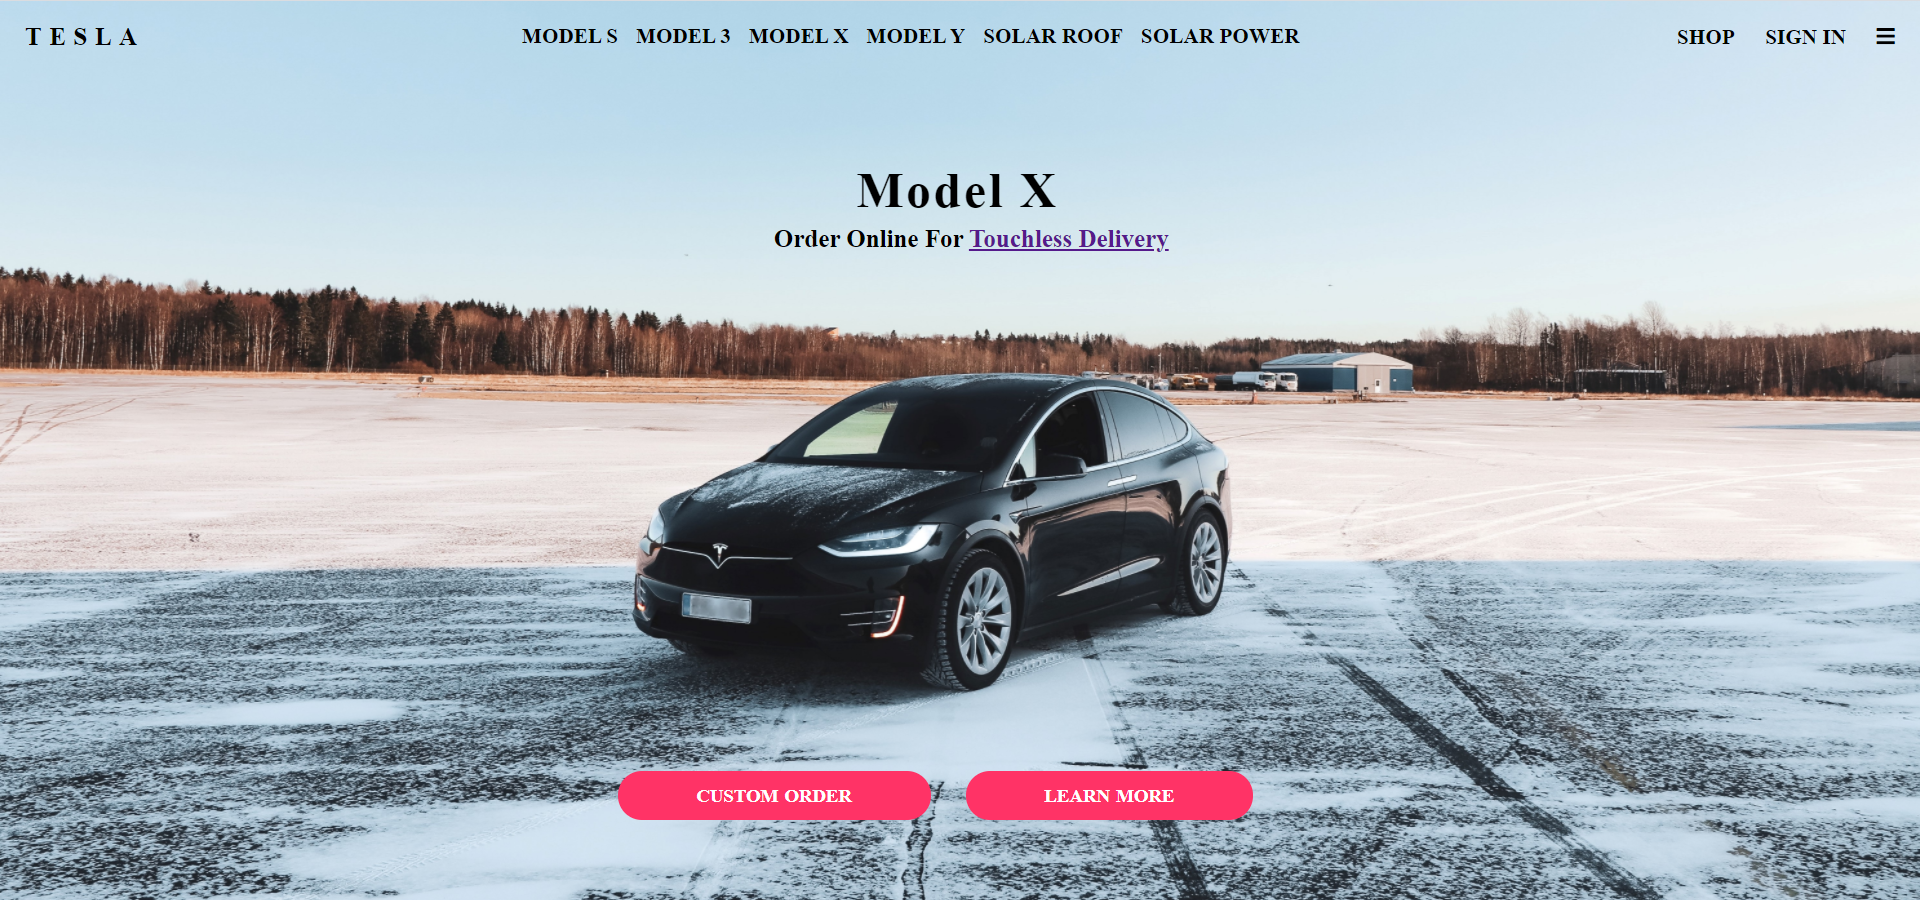 TESLA MODEL S MODEL 3 MODEL X MODEL Y SOLAR ROOF SOLAR POWER SHOP SIGN IN
Model X
Order Online For Touchless Delivery
CUSTOM ORDER LEARN MORE